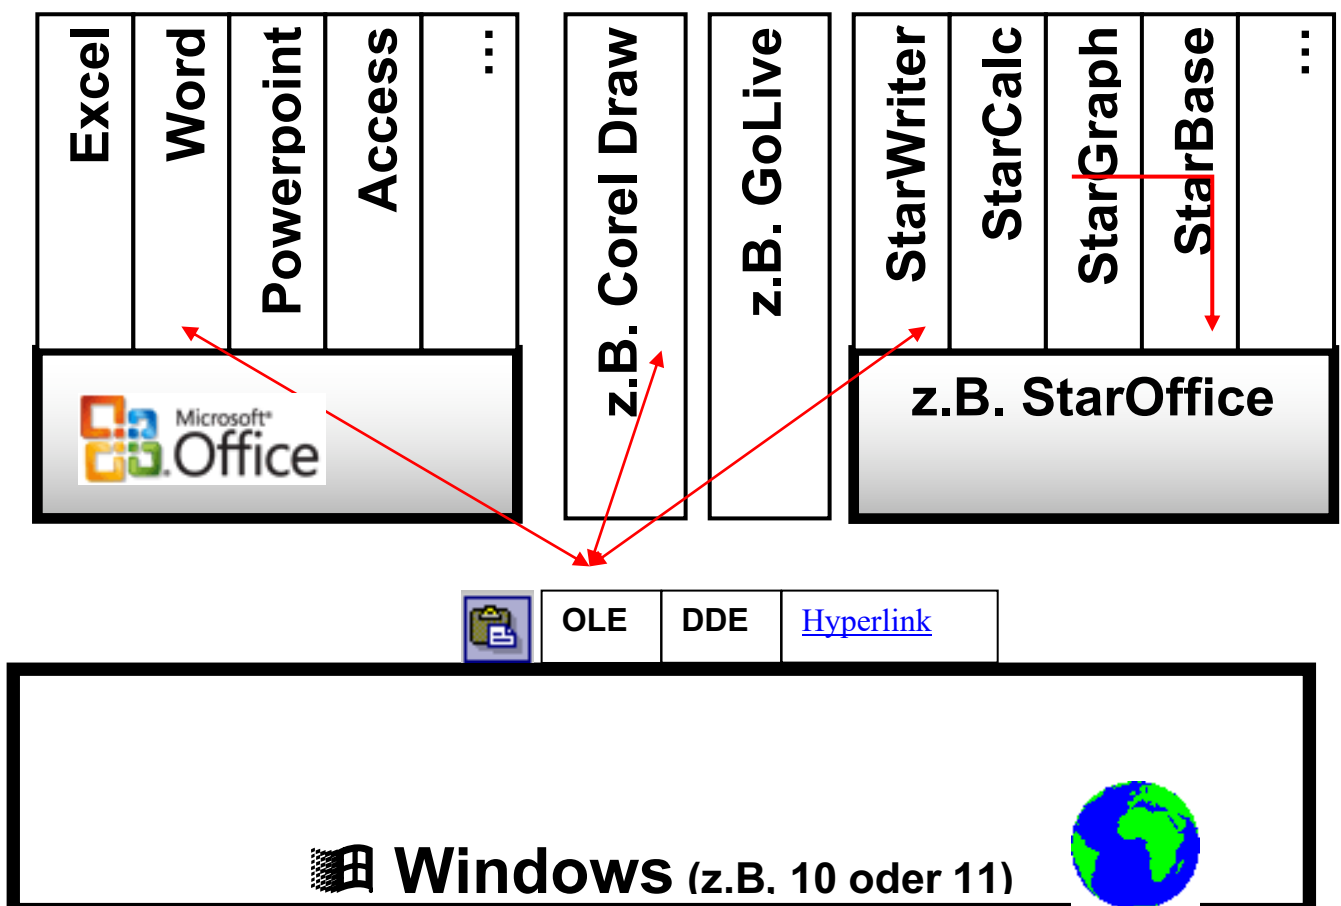 Excel
Word
Powerpoint
Access
...
z.B. Corel Draw
z.B. GoLive
StarWriter
StarCalc
StarGraph
StarBase
...
Microsoft®
Office
z.B. StarOffice
OLE
DDE
Hyperlink
Windows (z.B. 10 oder 11)